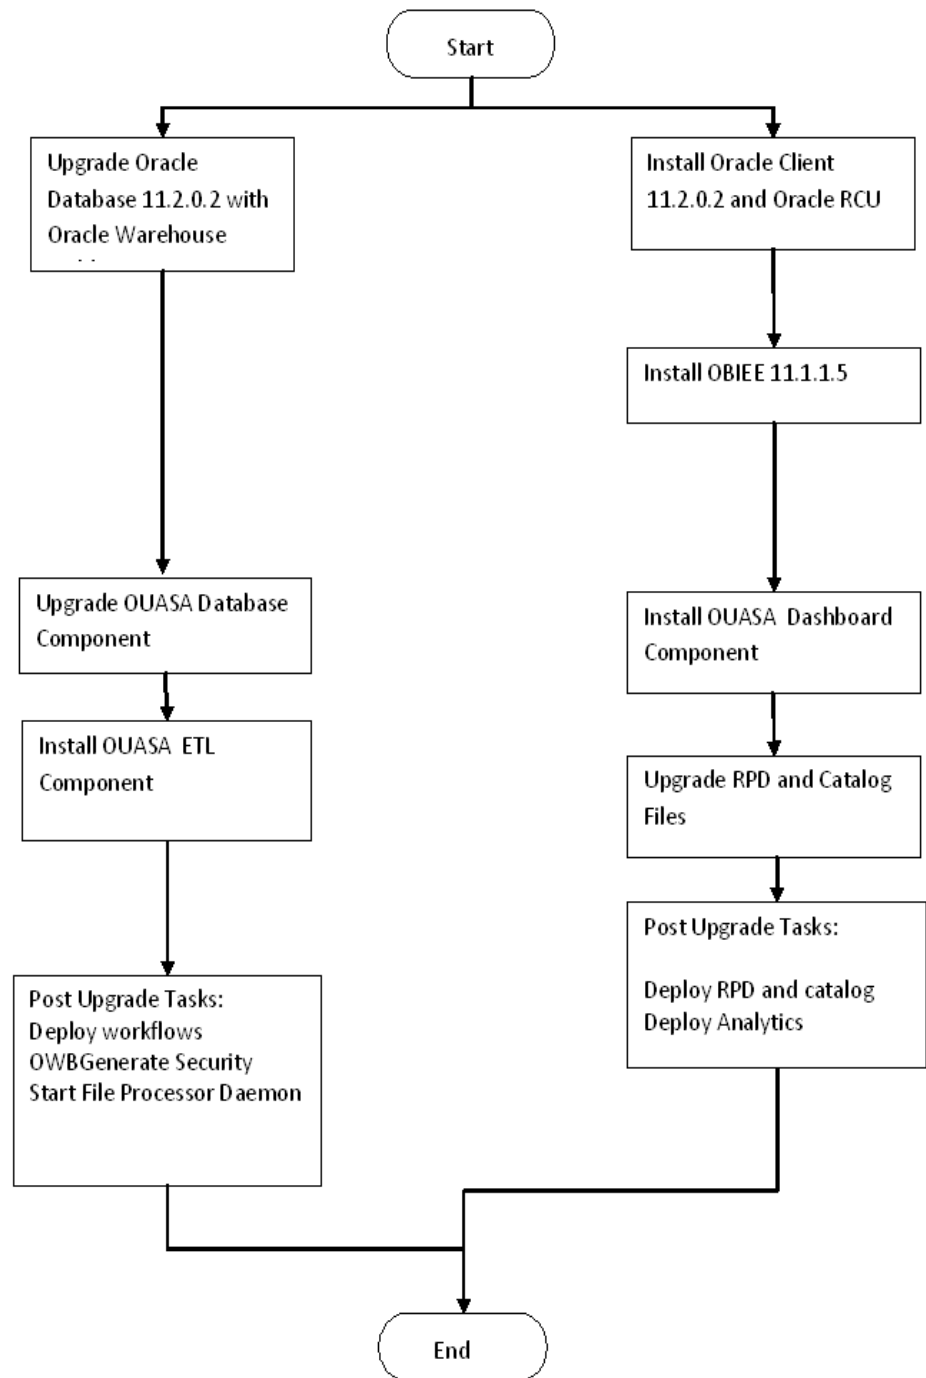 Start
Upgrade Oracle
Database 11.2.0.2 with
Oracle Warehouse
Install Oracle Client
11.2.0.2 and Oracle RCU
Install OBIEE 11.1.1.5
Upgrade OUASA Database
Component
Install OUASA Dashboard
Component
Install OUASA ETL
Component
Upgrade RPD and Catalog
Files
Post Upgrade Tasks:
Deploy RPD and catalog
Deploy Analytics
Post Upgrade Tasks:
Deploy workflows
OWBGenerate Security
Start File Processor Daemon
End